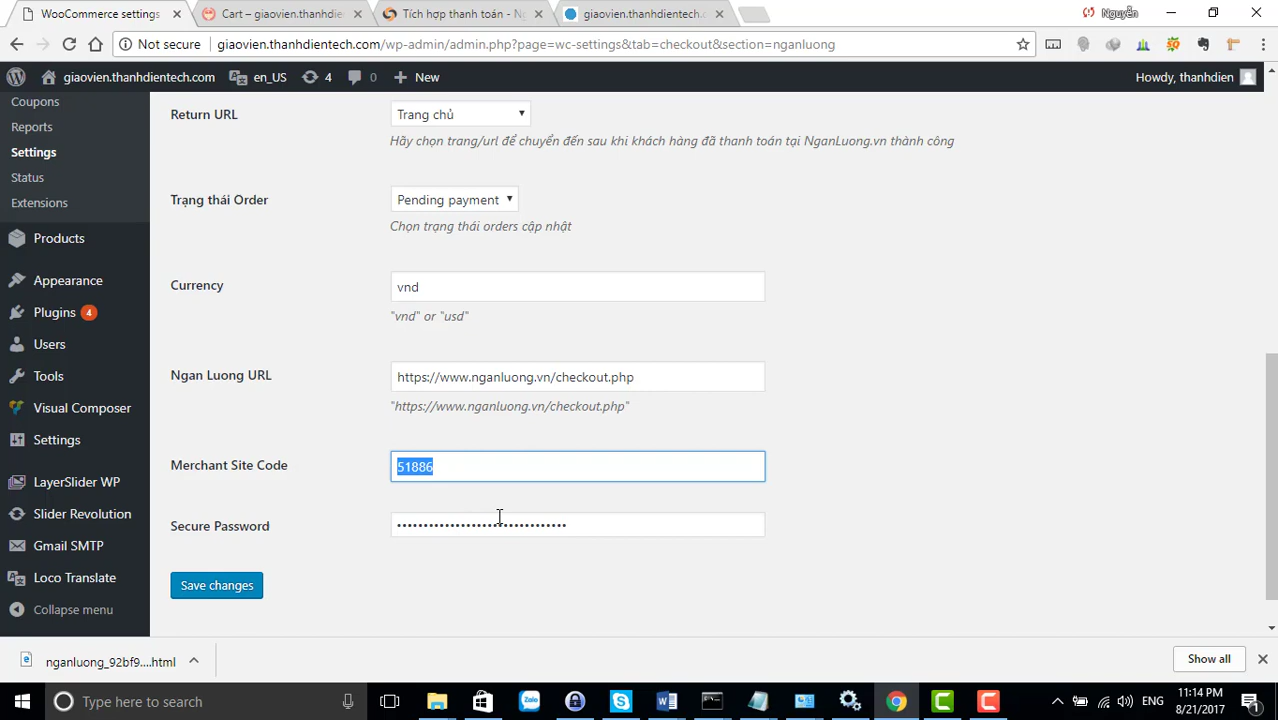 WooCommerce settings
Cart – giaovien.thanhdientech.
Tích hợp thanh toán - Ng
giaovien.thanhdientech.c
Nguyễn
Not secure
giaovien.thanhdientech.com/wp-admin/admin.php?page=wc-settings&tab=checkout&section=nganluong
giaovien.thanhdientech.com
en_US
4
0
New
Howdy, thanhdien
Coupons
Reports
Settings
Status
Extensions
Products
Appearance
Plugins 4
Users
Tools
Visual Composer
Settings
LayerSlider WP
Slider Revolution
Gmail SMTP
Loco Translate
Collapse menu
Return URL
Trang chủ
Hãy chọn trang/url để chuyển đến sau khi khách hàng đã thanh toán tại NganLuong.vn thành công
Trạng thái Order
Pending payment
Chọn trạng thái orders cập nhật
Currency
vnd
"vnd" or "usd"
Ngan Luong URL
https://www.nganluong.vn/checkout.php
"https://www.nganluong.vn/checkout.php"
Merchant Site Code
51886
Secure Password
Save changes
nganluong_92bf9....html
Show all
Type here to search
ENG
11:14 PM
8/21/2017
1